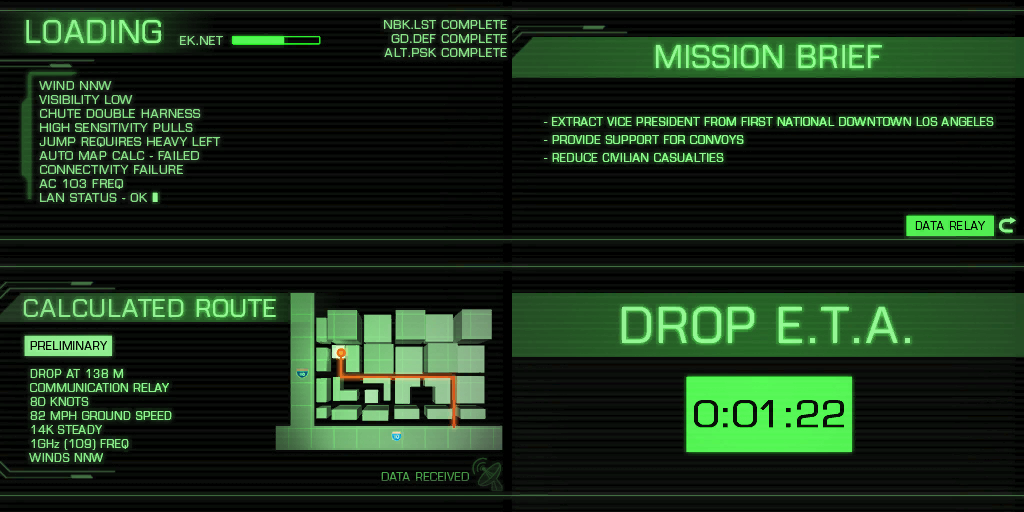 LOADING
EK.NET
NBK.LST COMPLETE
GD.DEF COMPLETE
ALT.PSK COMPLETE
WIND NNW
VISIBILITY LOW
CHUTE DOUBLE HARNESS
HIGH SENSITIVITY PULLS
JUMP REQUIRES HEAVY LEFT
AUTO MAP CALC - FAILED
CONNECTIVITY FAILURE
AC 103 FREQ
LAN STATUS - OK
MISSION BRIEF
- EXTRACT VICE PRESIDENT FROM FIRST NATIONAL DOWNTOWN LOS ANGELES
- PROVIDE SUPPORT FOR CONVOYS
- REDUCE CIVILIAN CASUALTIES
DATA RELAY
CALCULATED ROUTE
PRELIMINARY
DROP AT 138 M
COMMUNICATION RELAY
80 KNOTS
82 MPH GROUND SPEED
14K STEADY
1GHz (109) FREQ
WINDS NNW
DATA RECEIVED
DROP E.T.A.
0:01:22